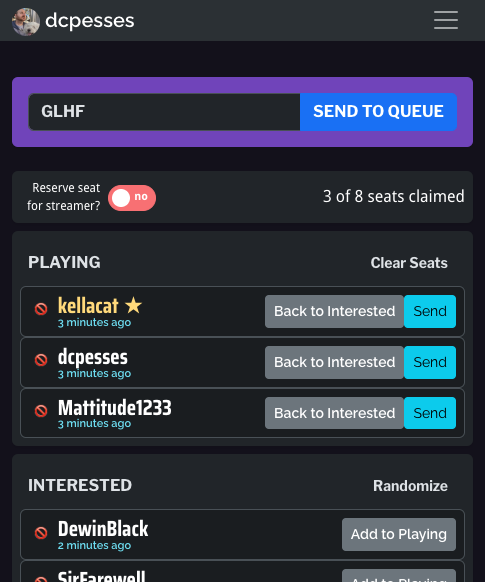 dcpesses
GLHF
SEND TO QUEUE
Reserve seat
for streamer?
no
3 of 8 seats claimed
PLAYING
Clear Seats
kellacat ★
3 minutes ago
Back to Interested
Send
dcpesses
3 minutes ago
Back to Interested
Send
Mattitude1233
3 minutes ago
Back to Interested
Send
INTERESTED
Randomize
DewinBlack
2 minutes ago
Add to Playing
SirFarewell
Add to Playing